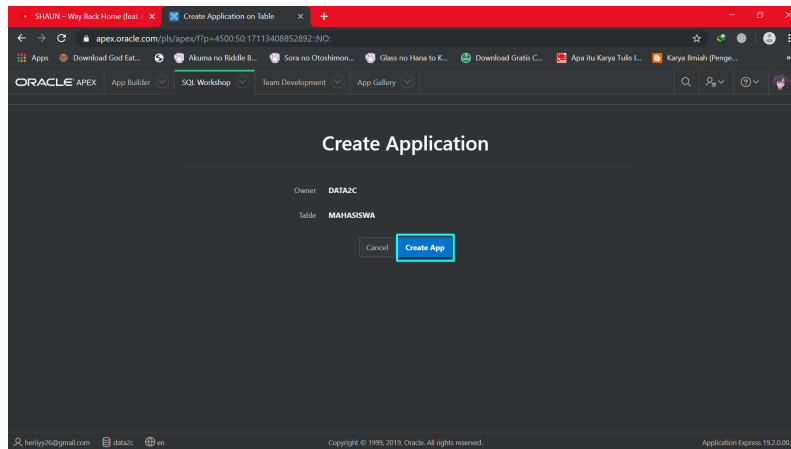 SHAUN – Way Back Home (feat.
Create Application on Table
apex.oracle.com/pls/apex/f?p=4500:50:17113408852892::NO:
Apps Download God Eat... Akuma no Riddle B... Sora no Otoshimon... Glass no Hana to K... Download Gratis C... Apa itu Karya Tulis I... Karya Ilmiah (Penge...
ORACLE APEX App Builder SQL Workshop Team Development App Gallery
Create Application
Owner DATA2C
Table MAHASISWA
Cancel Create App
heriiyy26@gmail.com data2c en Copyright © 1999, 2019, Oracle. All rights reserved. Application Express 19.2.0.00.